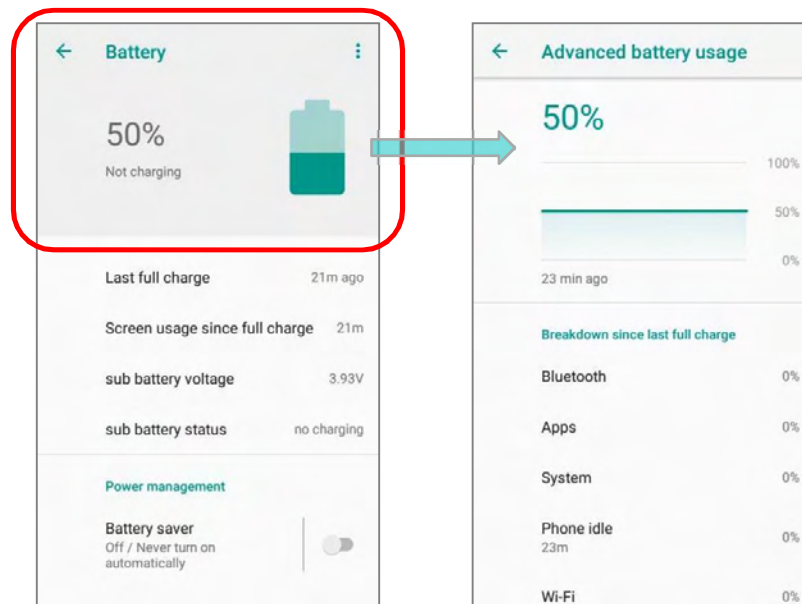 Battery
50%
Not charging
Last full charge 21m ago
Screen usage since full charge 21m
sub battery voltage 3.93V
sub battery status no charging
Power management
Battery saver
Off / Never turn on
automatically
Advanced battery usage
50%
100%
50%
0%
23 min ago
Breakdown since last full charge
Bluetooth 0%
Apps 0%
System 0%
Phone idle 0%
23m
Wi-Fi 0%